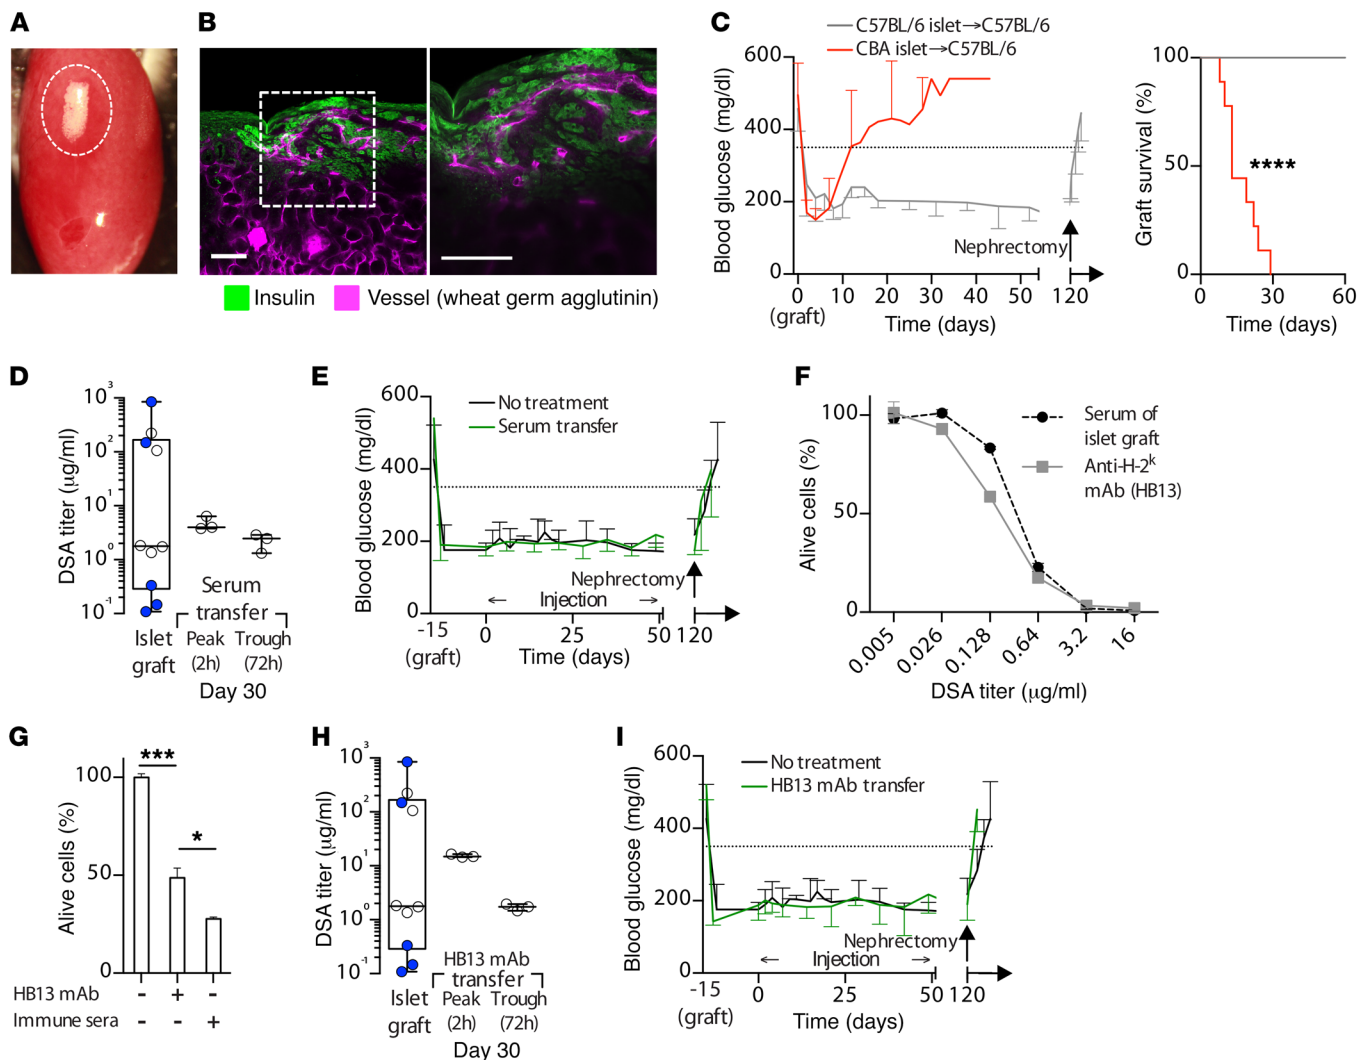 A
B
Insulin
Vessel (wheat germ agglutinin)
C
C57BL/6 islet→C57BL/6
CBA islet→C57BL/6
Blood glucose (mg/dl)
600
400
200
0
Nephrectomy
0 10 20 30 40 50 120
(graft)
Time (days)
Graft survival (%)
100
50
0
****
0 30 60
Time (days)
D
DSA titer (µg/ml)
10³
10²
10¹
10⁰
10⁻¹
Serum
transfer
Islet
graft
Peak
(2h)
Trough
(72h)
Day 30
E
No treatment
Serum transfer
Blood glucose (mg/dl)
600
400
200
0
Nephrectomy
← Injection →
-15 0 25 50 120
(graft)
Time (days)
F
Serum of
islet graft
Anti-H-2ᵏ
mAb (HB13)
Alive cells (%)
100
50
0
0.005 0.026 0.128 0.64 3.2 16
DSA titer (µg/ml)
G
Alive cells (%)
100
50
0
***
*
HB13 mAb - + -
Immune sera - - +
H
DSA titer (µg/ml)
10³
10²
10¹
10⁰
10⁻¹
HB13 mAb
transfer
Islet
graft
Peak
(2h)
Trough
(72h)
Day 30
I
No treatment
HB13 mAb transfer
Blood glucose (mg/dl)
600
400
200
0
Nephrectomy
← Injection →
-15 0 25 50 120
(graft)
Time (days)